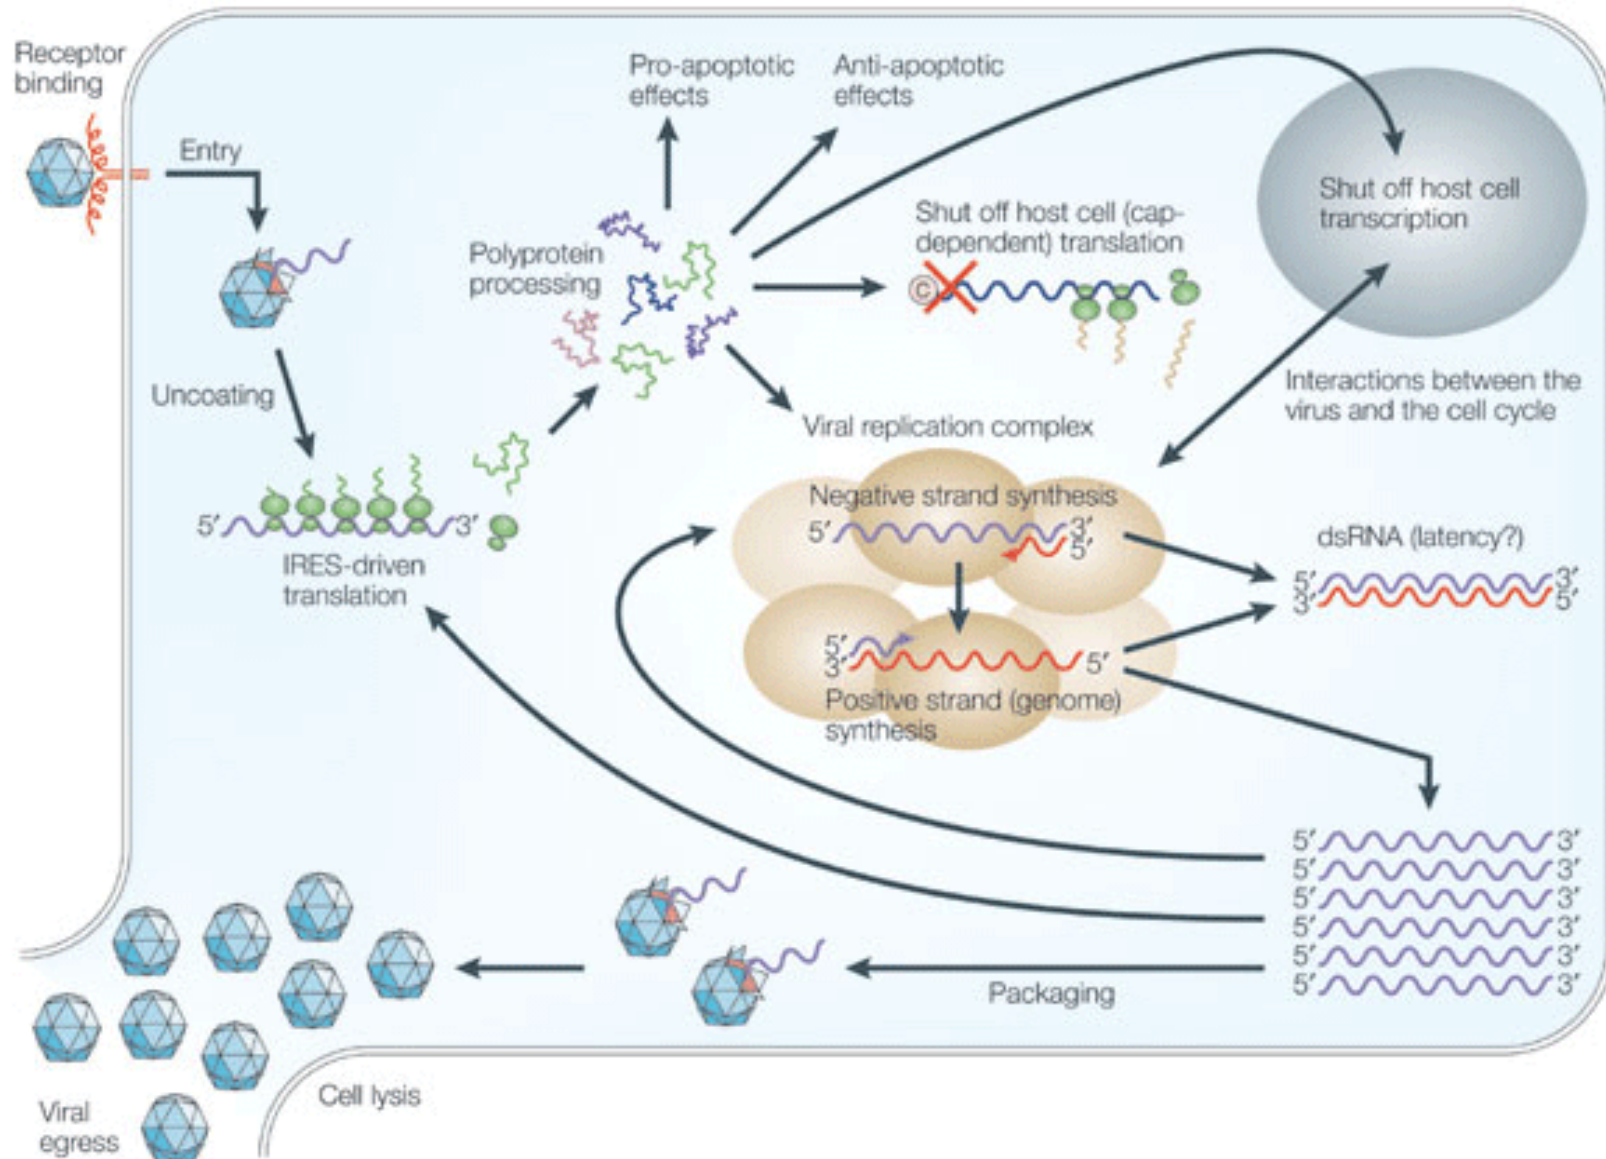 Receptor
binding
Entry
Uncoating
5′
3′
IRES-driven
translation
Polyprotein
processing
Pro-apoptotic
effects
Anti-apoptotic
effects
Shut off host cell (cap-
dependent) translation
C
Shut off host cell
transcription
Interactions between the
virus and the cell cycle
Viral replication complex
Negative strand synthesis
5′
3′
5′
5′
3′
5′
Positive strand (genome)
synthesis
dsRNA (latency?)
5′ 3′
3′ 5′
5′ 3′
5′ 3′
5′ 3′
5′ 3′
5′ 3′
5′ 3′
Packaging
Cell lysis
Viral
egress